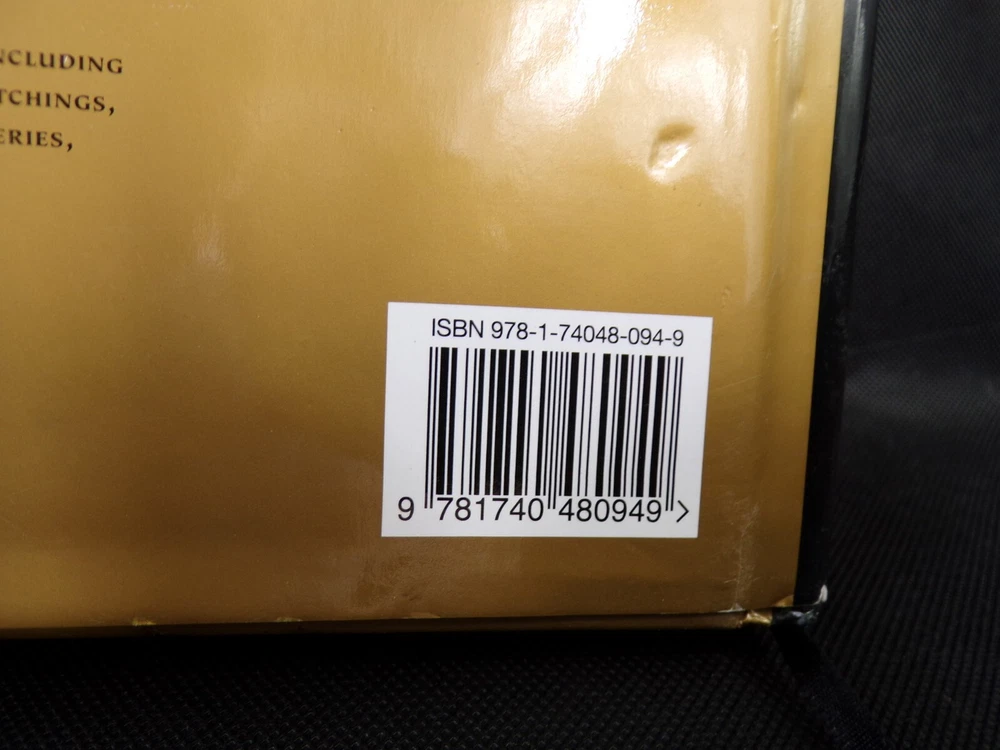 NCLUDING
TCHINGS,
ERIES,
ISBN 978-1-74048-094-9
9 781740 480949 >